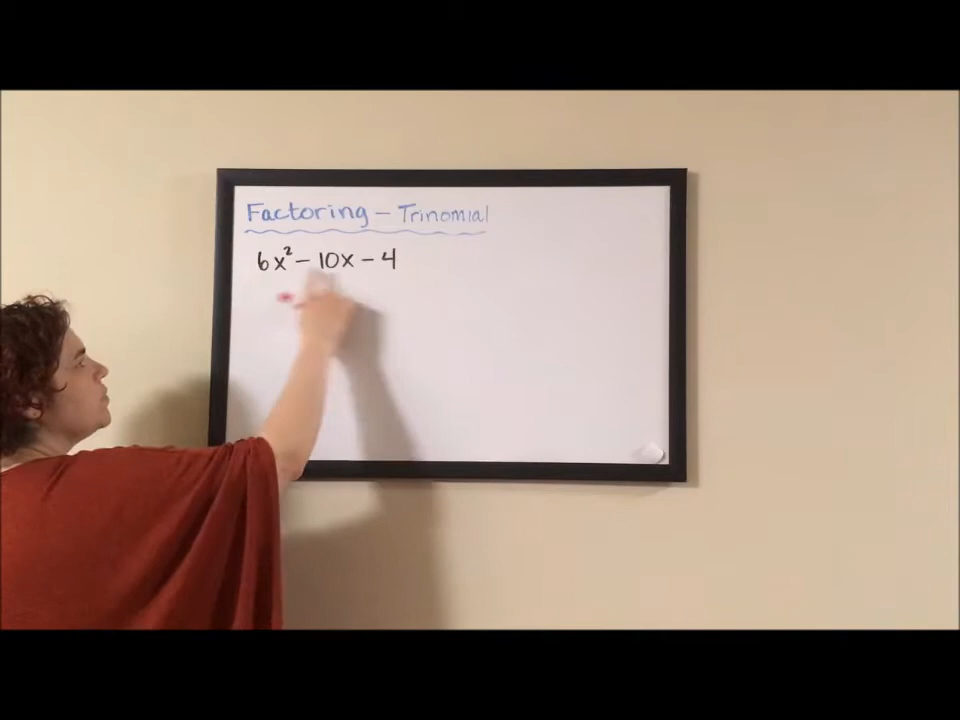 Factoring - Trinomial
6x² - 10x - 4